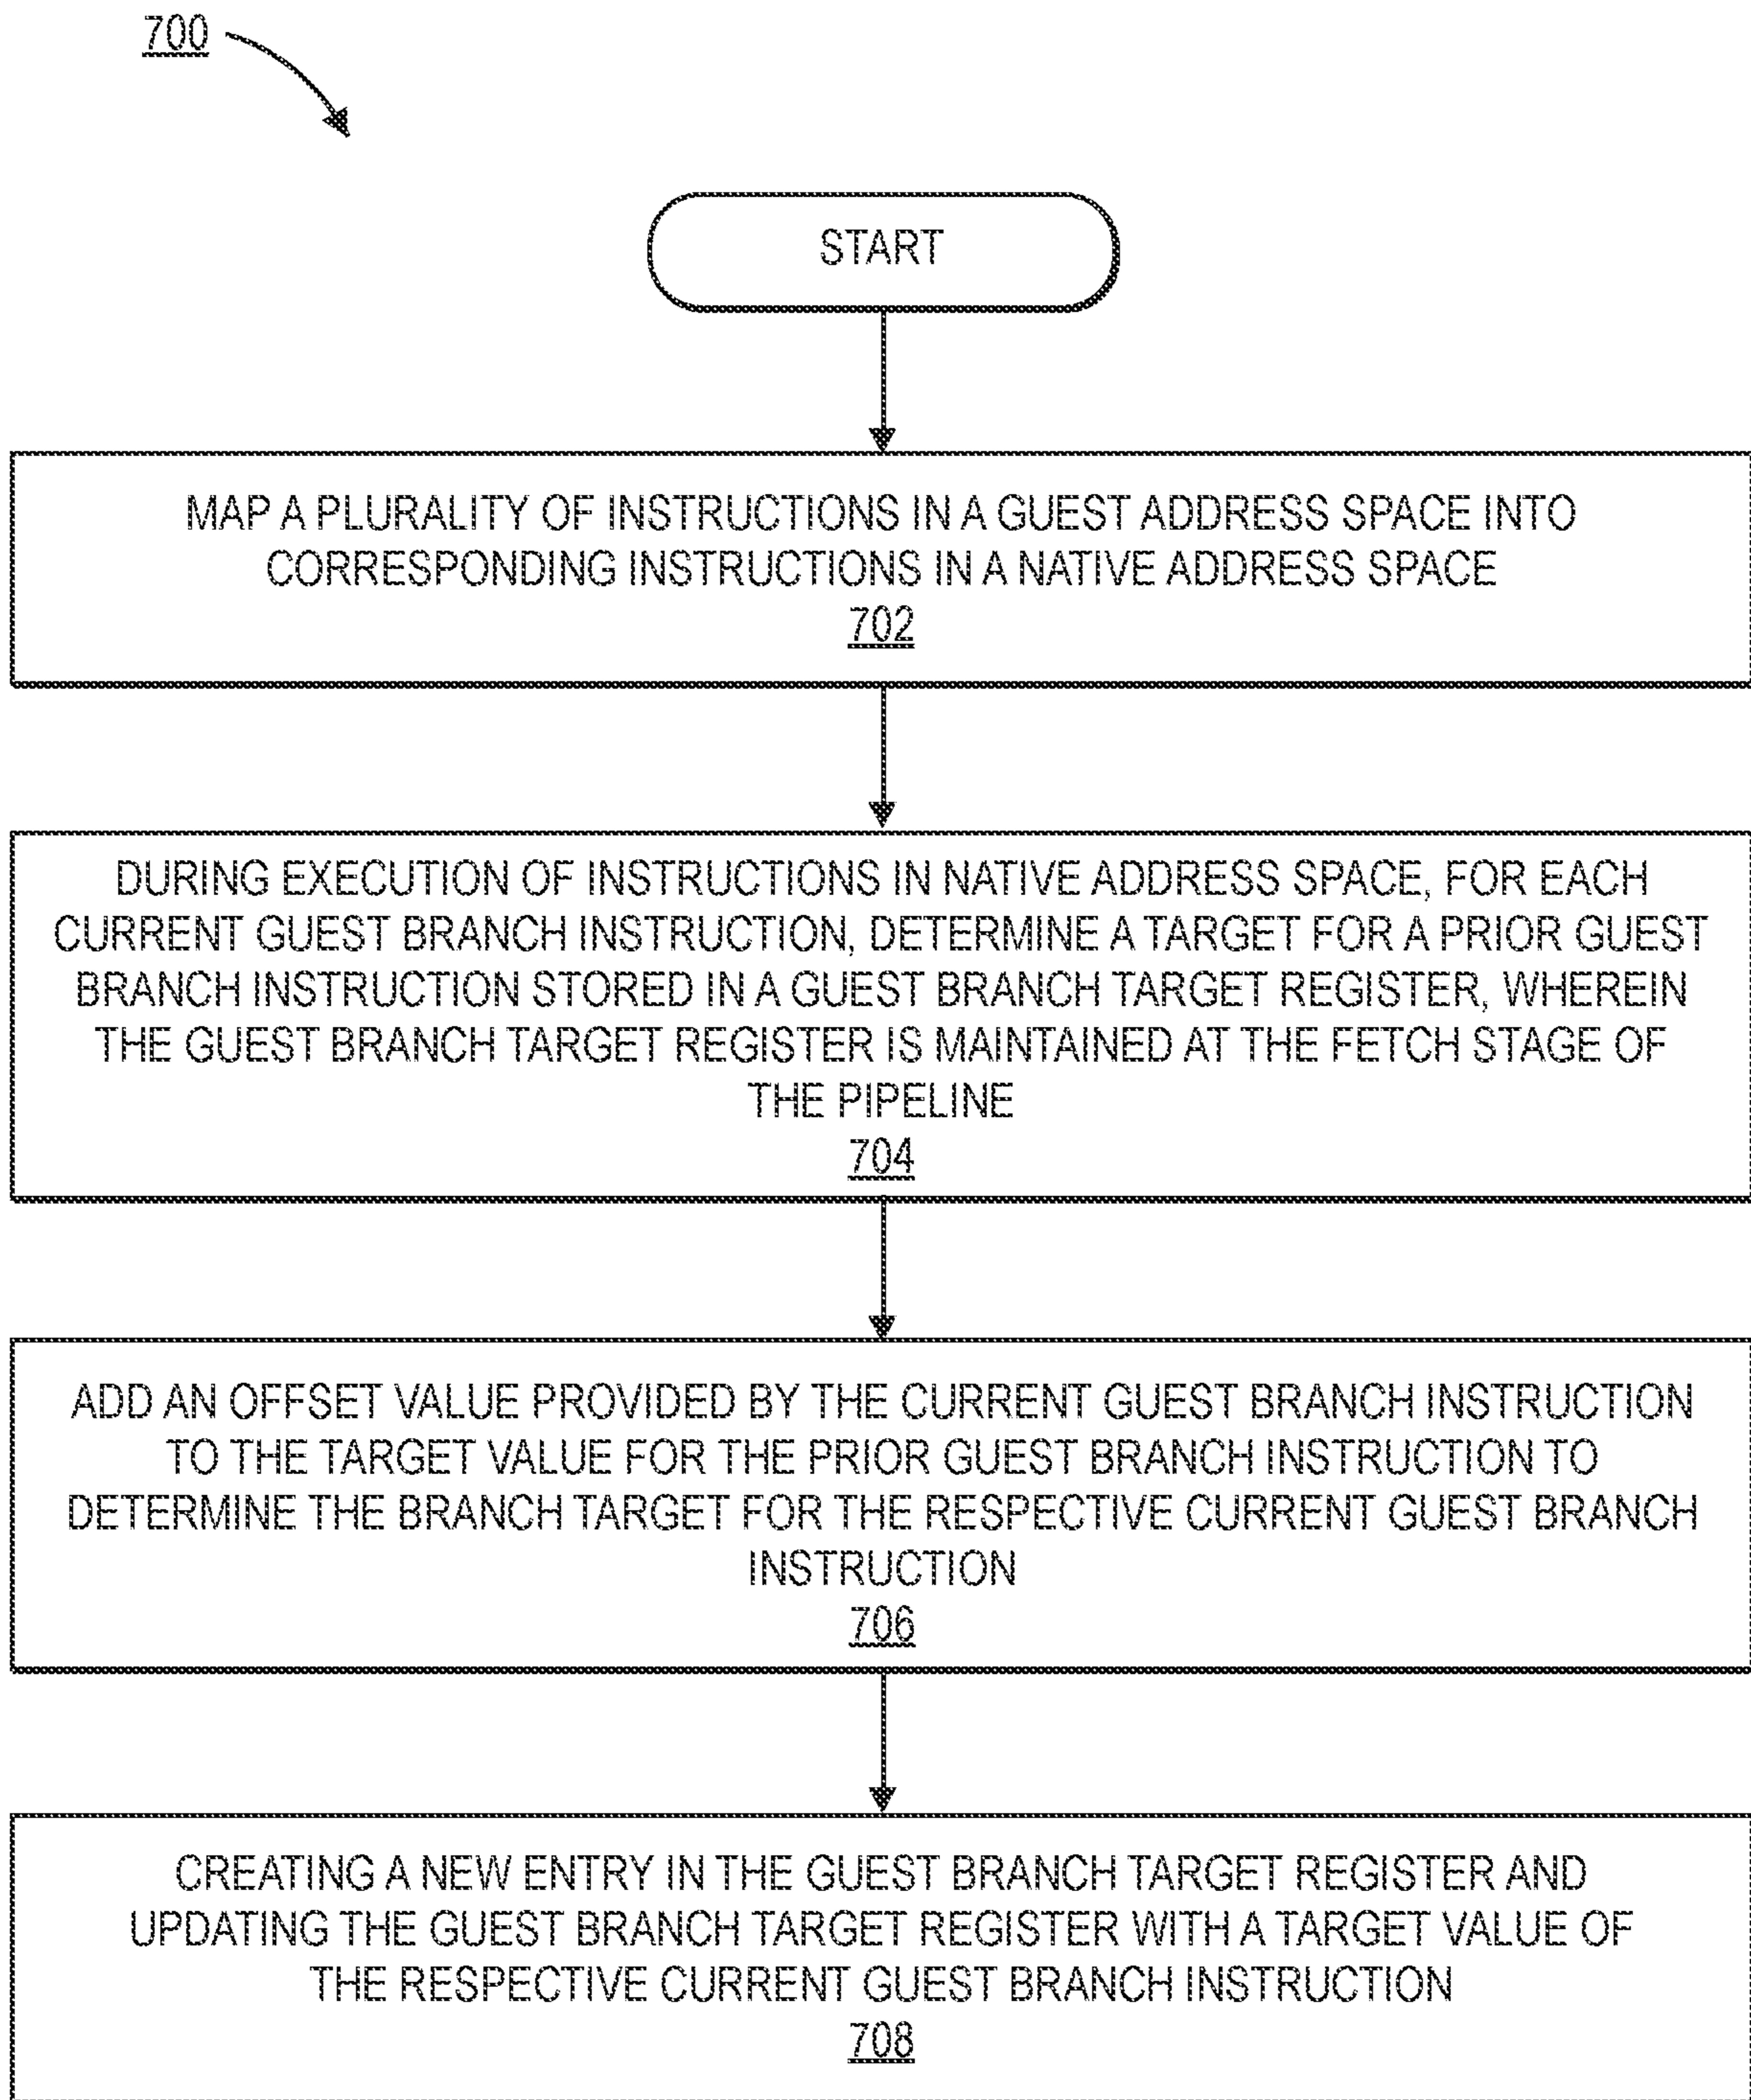 700
START
MAP A PLURALITY OF INSTRUCTIONS IN A GUEST ADDRESS SPACE INTO
CORRESPONDING INSTRUCTIONS IN A NATIVE ADDRESS SPACE
702
DURING EXECUTION OF INSTRUCTIONS IN NATIVE ADDRESS SPACE, FOR EACH
CURRENT GUEST BRANCH INSTRUCTION, DETERMINE A TARGET FOR A PRIOR GUEST
BRANCH INSTRUCTION STORED IN A GUEST BRANCH TARGET REGISTER, WHEREIN
THE GUEST BRANCH TARGET REGISTER IS MAINTAINED AT THE FETCH STAGE OF
THE PIPELINE
704
ADD AN OFFSET VALUE PROVIDED BY THE CURRENT GUEST BRANCH INSTRUCTION
TO THE TARGET VALUE FOR THE PRIOR GUEST BRANCH INSTRUCTION TO
DETERMINE THE BRANCH TARGET FOR THE RESPECTIVE CURRENT GUEST BRANCH
INSTRUCTION
706
CREATING A NEW ENTRY IN THE GUEST BRANCH TARGET REGISTER AND
UPDATING THE GUEST BRANCH TARGET REGISTER WITH A TARGET VALUE OF
THE RESPECTIVE CURRENT GUEST BRANCH INSTRUCTION
708